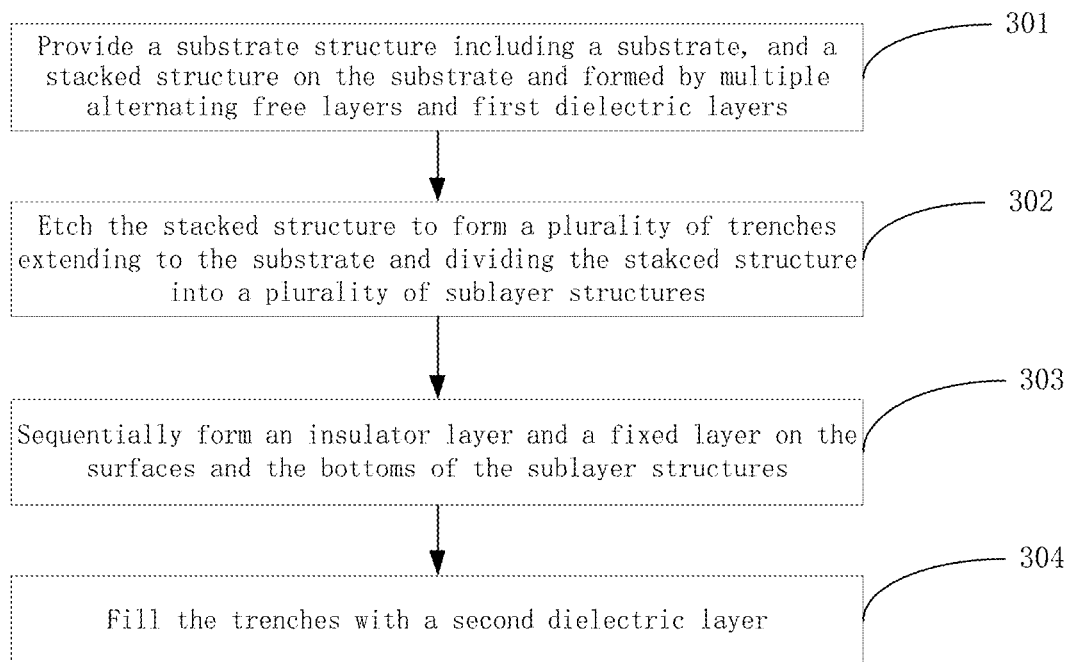 301
Provide a substrate structure including a substrate, and a
stacked structure on the substrate and formed by multiple
alternating free layers and first dielectric layers
302
Etch the stacked structure to form a plurality of trenches
extending to the substrate and dividing the stakced structure
into a plurality of sublayer structures
303
Sequentially form an insulator layer and a fixed layer on the
surfaces and the bottoms of the sublayer structures
304
Fill the trenches with a second dielectric layer